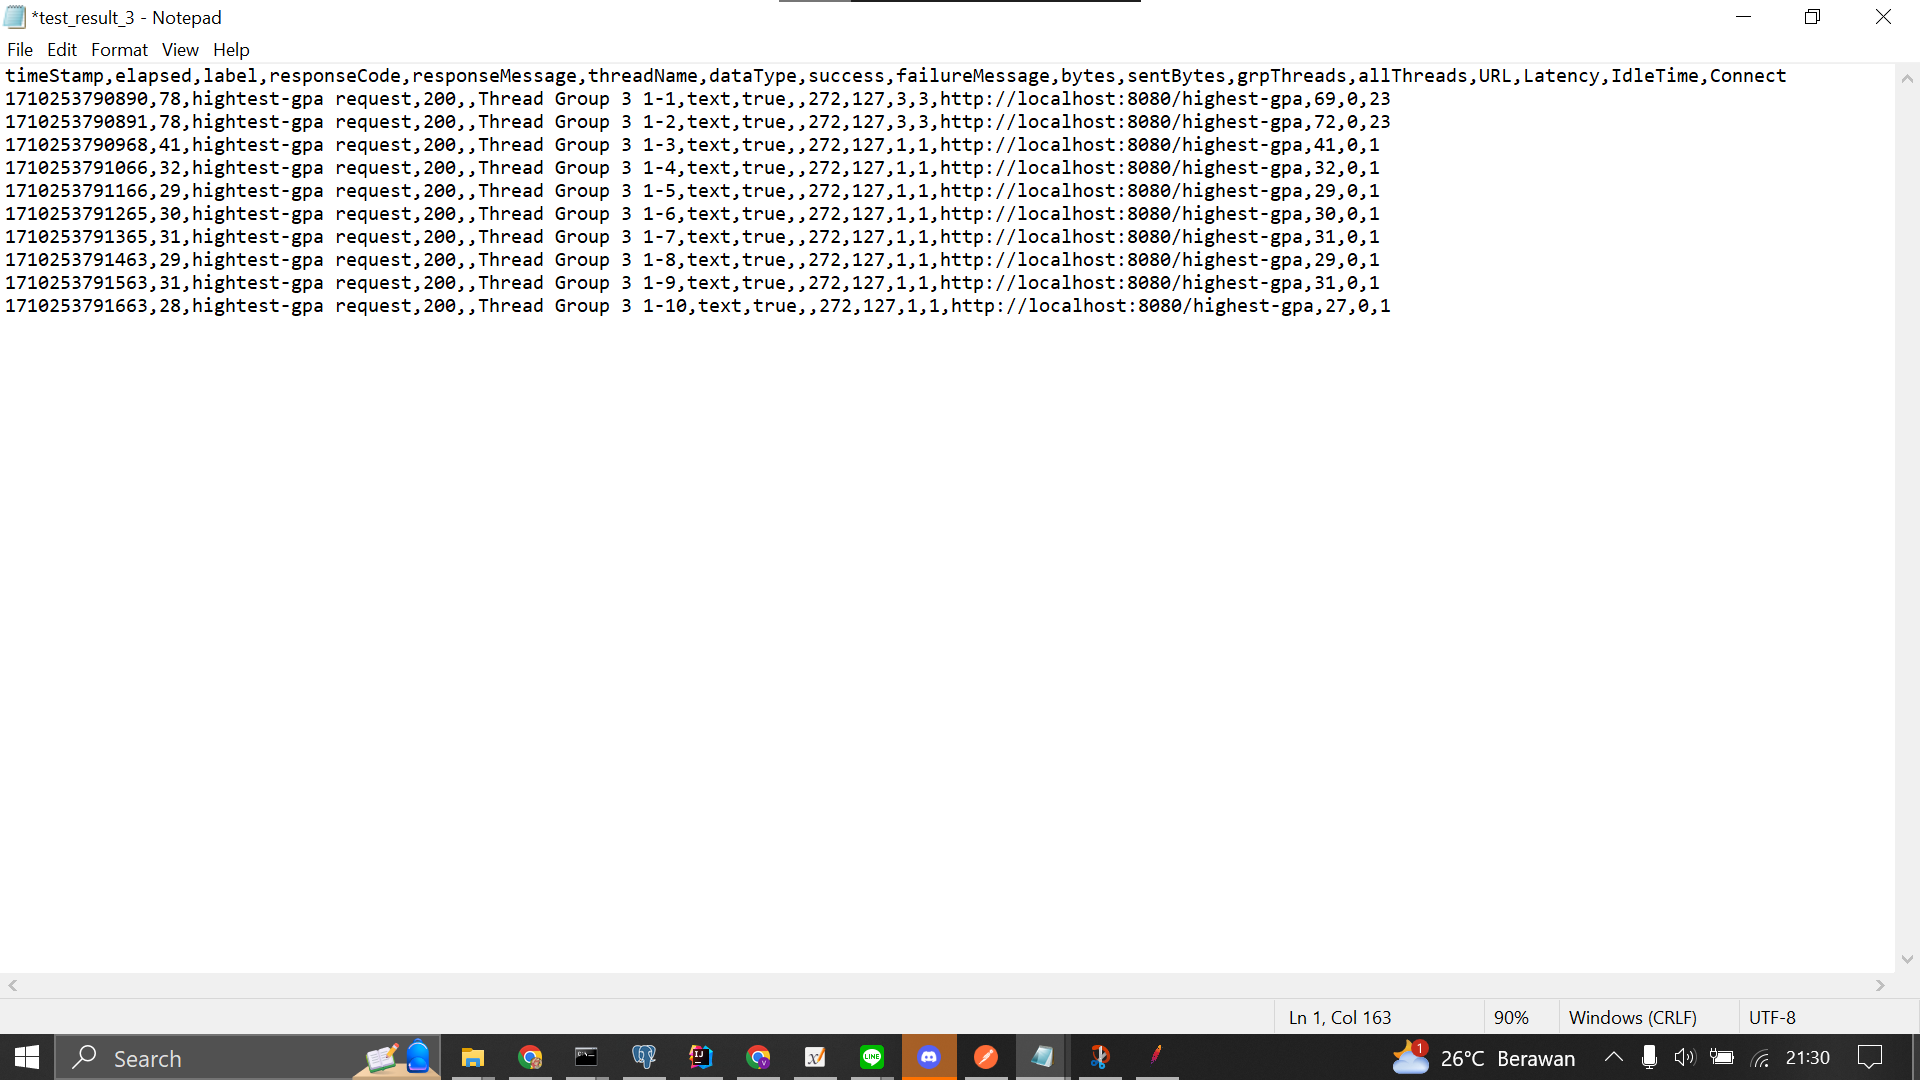 *test_result_3 - Notepad
File Edit Format View Help
timeStamp,elapsed,label,responseCode,responseMessage,threadName,dataType,success,failureMessage,bytes,sentBytes,grpThreads,allThreads,URL,Latency,IdleTime,Connect
1710253790890,78,hightest-gpa request,200,,Thread Group 3 1-1,text,true,,272,127,3,3,http://localhost:8080/highest-gpa,69,0,23
1710253790891,78,hightest-gpa request,200,,Thread Group 3 1-2,text,true,,272,127,3,3,http://localhost:8080/highest-gpa,72,0,23
1710253790968,41,hightest-gpa request,200,,Thread Group 3 1-3,text,true,,272,127,1,1,http://localhost:8080/highest-gpa,41,0,1
1710253791066,32,hightest-gpa request,200,,Thread Group 3 1-4,text,true,,272,127,1,1,http://localhost:8080/highest-gpa,32,0,1
1710253791166,29,hightest-gpa request,200,,Thread Group 3 1-5,text,true,,272,127,1,1,http://localhost:8080/highest-gpa,29,0,1
1710253791265,30,hightest-gpa request,200,,Thread Group 3 1-6,text,true,,272,127,1,1,http://localhost:8080/highest-gpa,30,0,1
1710253791365,31,hightest-gpa request,200,,Thread Group 3 1-7,text,true,,272,127,1,1,http://localhost:8080/highest-gpa,31,0,1
1710253791463,29,hightest-gpa request,200,,Thread Group 3 1-8,text,true,,272,127,1,1,http://localhost:8080/highest-gpa,29,0,1
1710253791563,31,hightest-gpa request,200,,Thread Group 3 1-9,text,true,,272,127,1,1,http://localhost:8080/highest-gpa,31,0,1
1710253791663,28,hightest-gpa request,200,,Thread Group 3 1-10,text,true,,272,127,1,1,http://localhost:8080/highest-gpa,27,0,1
Ln 1, Col 163 90% Windows (CRLF) UTF-8
Search LINE 1 26°C Berawan 21:30